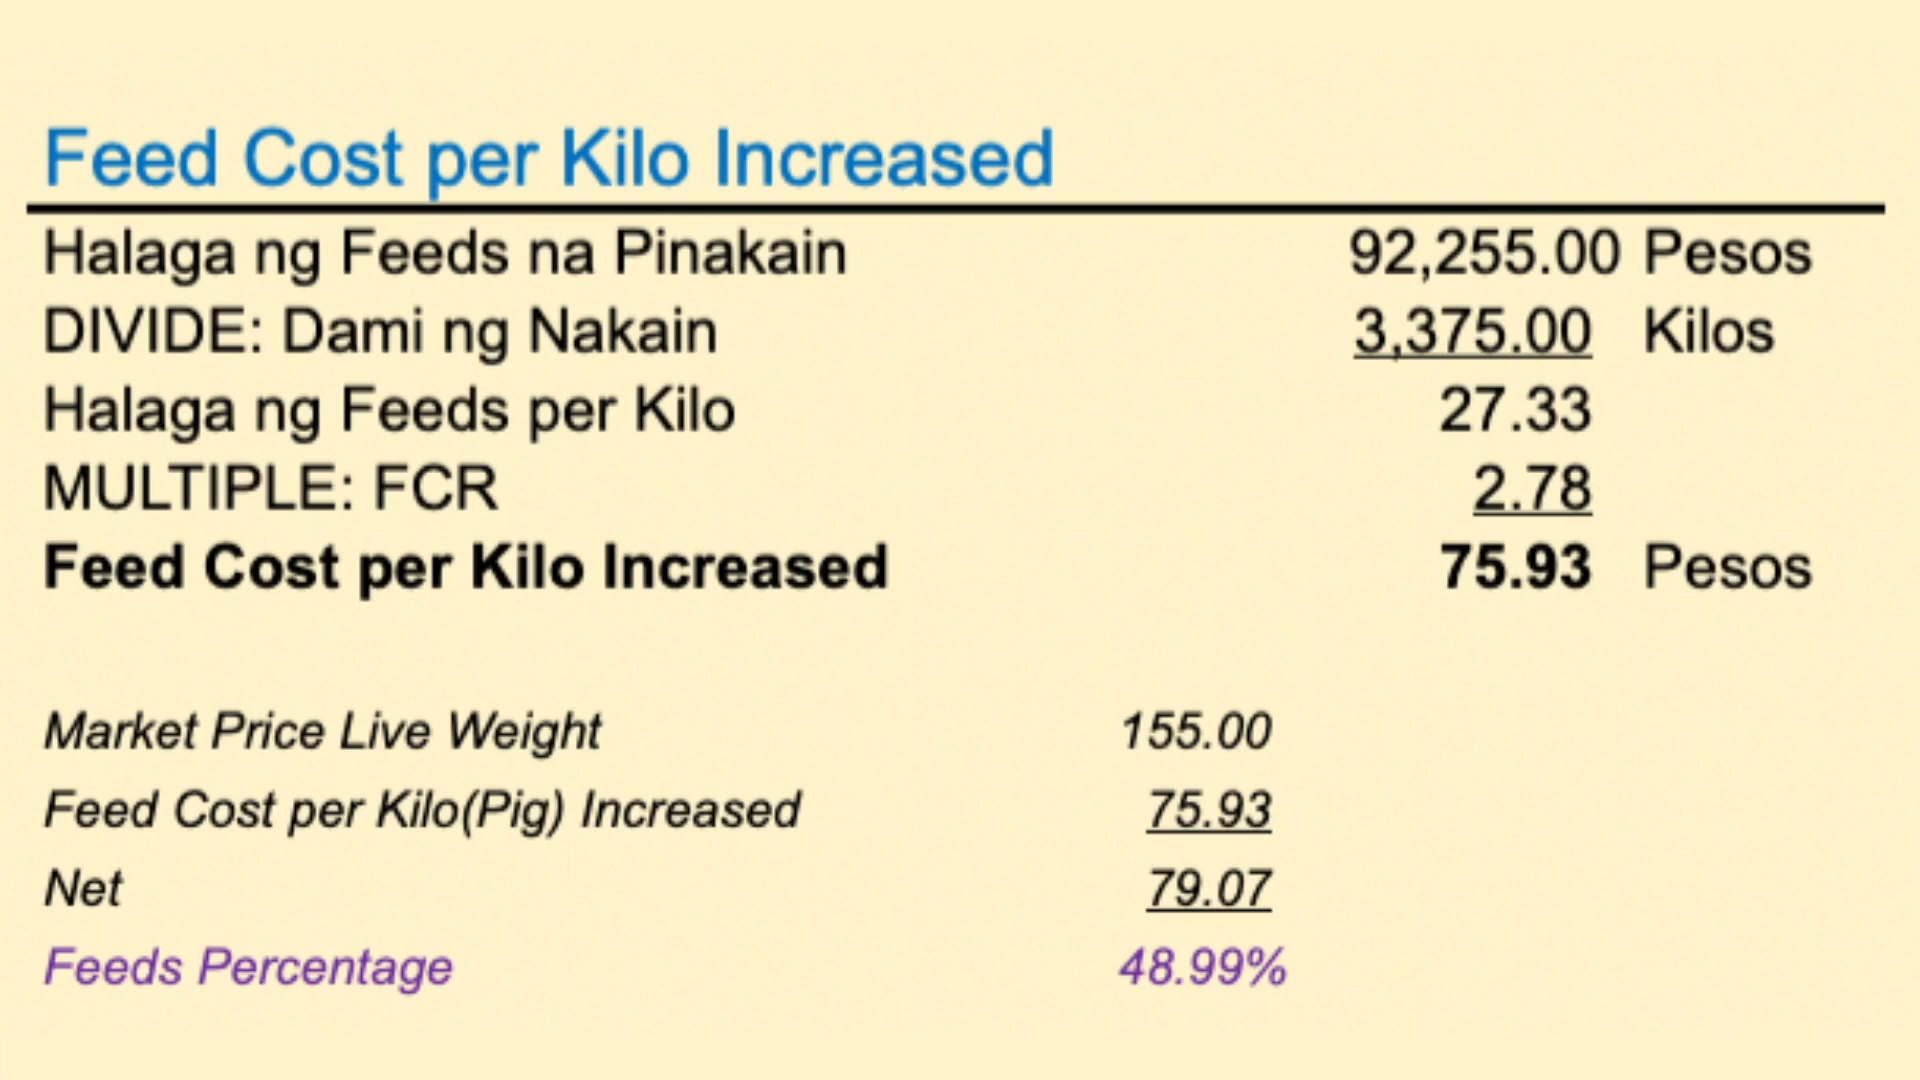 Feed Cost per Kilo Increased
Halaga ng Feeds na Pinakain 92,255.00 Pesos
DIVIDE: Dami ng Nakain 3,375.00 Kilos
Halaga ng Feeds per Kilo 27.33
MULTIPLE: FCR 2.78
Feed Cost per Kilo Increased 75.93 Pesos
Market Price Live Weight 155.00
Feed Cost per Kilo(Pig) Increased 75.93
Net 79.07
Feeds Percentage 48.99%